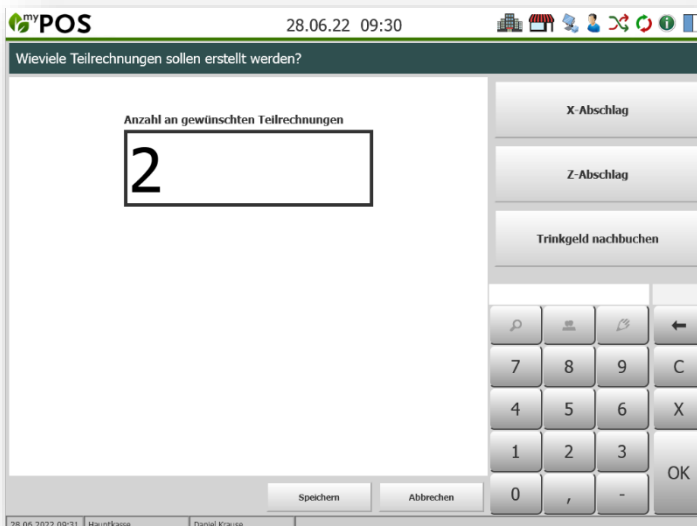 myPOS
28.06.22 09:30
Wieviele Teilrechnungen sollen erstellt werden?
Anzahl an gewünschten Teilrechnungen
2
Speichern
Abbrechen
X-Abschlag
Z-Abschlag
Trinkgeld nachbuchen
7 8 9 C
4 5 6 X
1 2 3
OK
0 , -
28.06.2022 09:31 Hauptkasse Daniel Krause